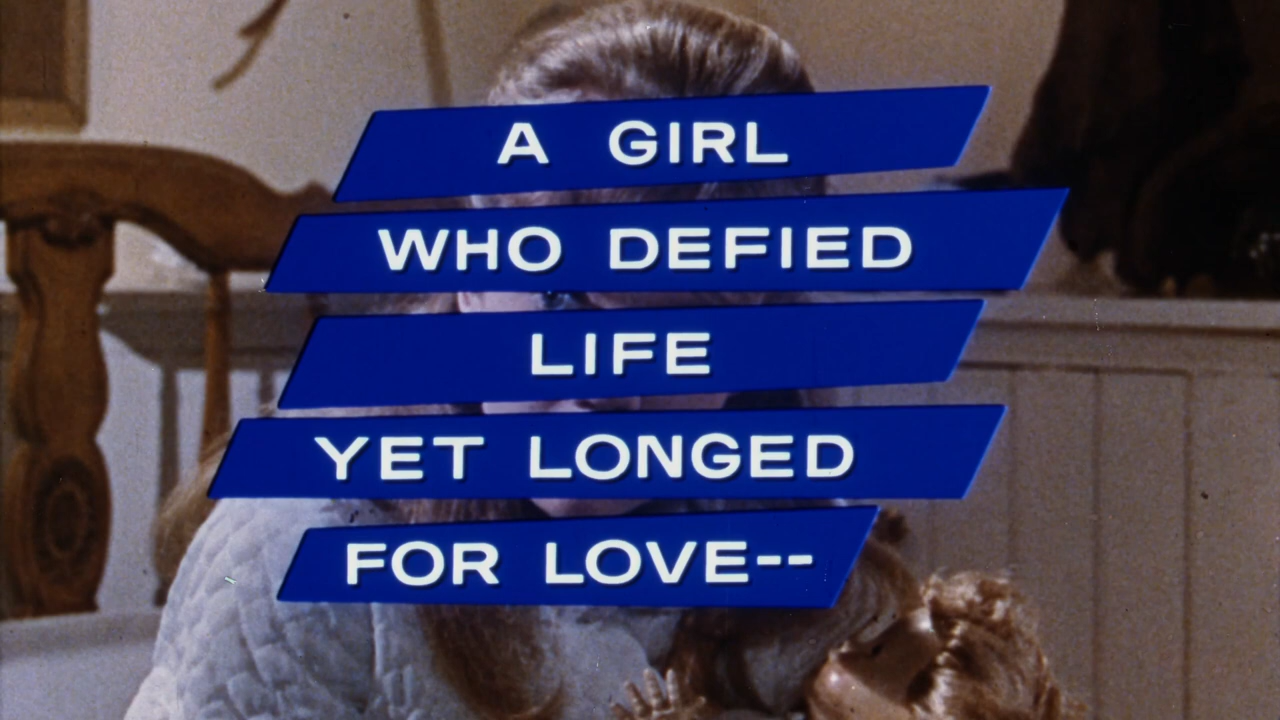 A GIRL
WHO DEFIED
LIFE
YET LONGED
FOR LOVE--